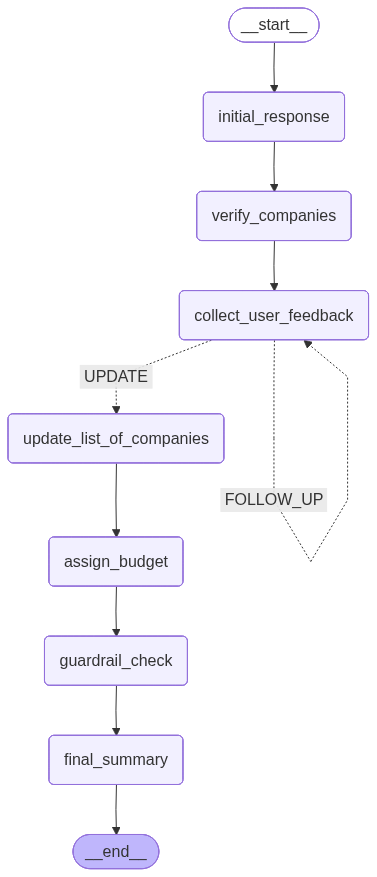 __start__
initial_response
verify_companies
collect_user_feedback
UPDATE
update_list_of_companies
FOLLOW_UP
assign_budget
guardrail_check
final_summary
__end__